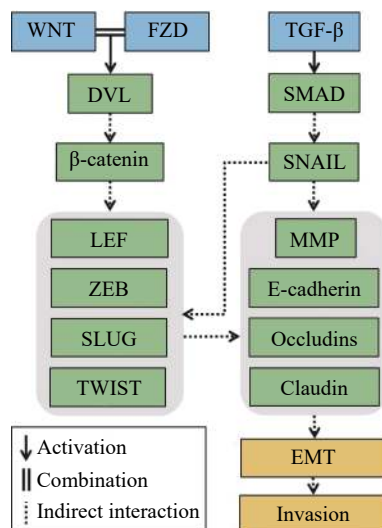 WNT
FZD
TGF-β
DVL
SMAD
β-catenin
SNAIL
LEF
MMP
ZEB
E-cadherin
SLUG
Occludins
TWIST
Claudin
Activation
EMT
Combination
Indirect interaction
Invasion